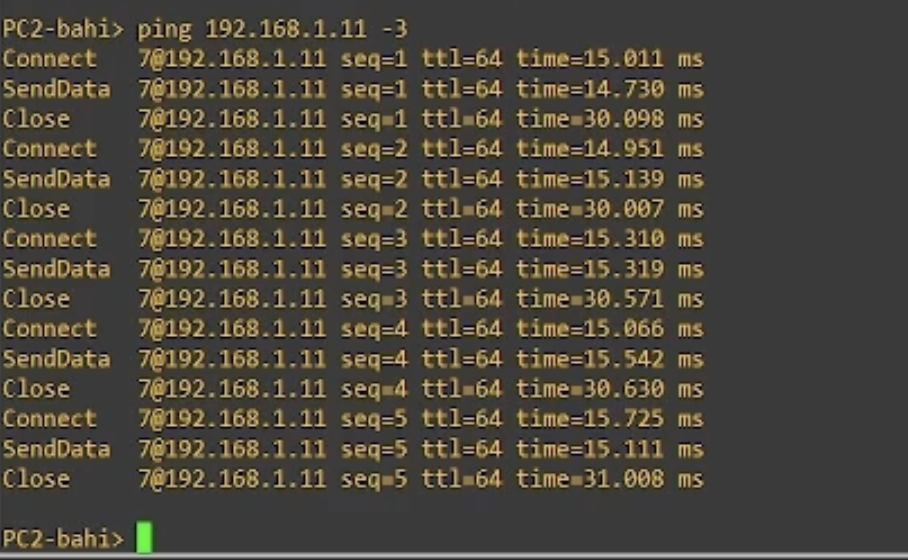 PC2-bahi> ping 192.168.1.11 -3
Connect 7@192.168.1.11 seq=1 ttl=64 time=15.011 ms
SendData 7@192.168.1.11 seq=1 ttl=64 time=14.730 ms
Close 7@192.168.1.11 seq=1 ttl=64 time=30.098 ms
Connect 7@192.168.1.11 seq=2 ttl=64 time=14.951 ms
SendData 7@192.168.1.11 seq=2 ttl=64 time=15.139 ms
Close 7@192.168.1.11 seq=2 ttl=64 time=30.007 ms
Connect 7@192.168.1.11 seq=3 ttl=64 time=15.310 ms
SendData 7@192.168.1.11 seq=3 ttl=64 time=15.319 ms
Close 7@192.168.1.11 seq=3 ttl=64 time=30.571 ms
Connect 7@192.168.1.11 seq=4 ttl=64 time=15.066 ms
SendData 7@192.168.1.11 seq=4 ttl=64 time=15.542 ms
Close 7@192.168.1.11 seq=4 ttl=64 time=30.630 ms
Connect 7@192.168.1.11 seq=5 ttl=64 time=15.725 ms
SendData 7@192.168.1.11 seq=5 ttl=64 time=15.111 ms
Close 7@192.168.1.11 seq=5 ttl=64 time=31.008 ms
PC2-bahi>